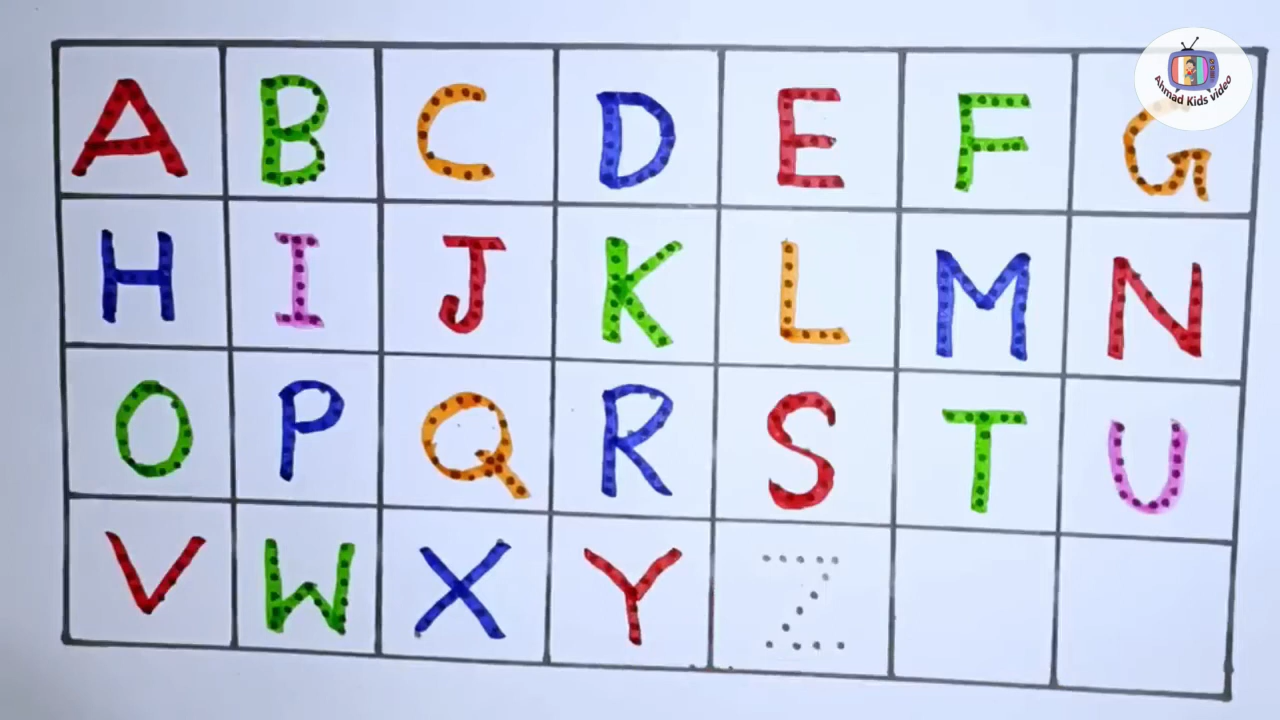 A B C D E F G
H I J K L M N
O P Q R S T U
V W X Y Z
Ahmad Kids video